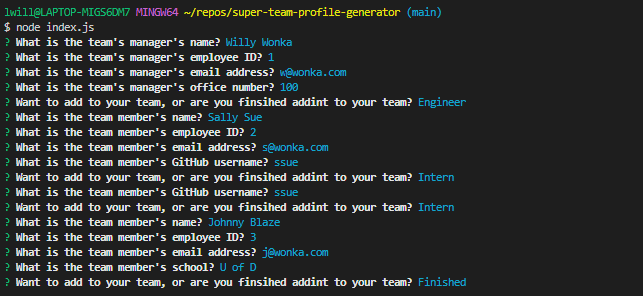 lwill@LAPTOP-MIGS6DM7 MINGW64 ~/repos/super-team-profile-generator (main)
$ node index.js
? What is the team's manager's name? Willy Wonka
? What is the team's manager's employee ID? 1
? What is the team's manager's email address? w@wonka.com
? What is the team's manager's office number? 100
? Want to add to your team, or are you finsihed addint to your team? Engineer
? What is the team member's name? Sally Sue
? What is the team member's employee ID? 2
? What is the team member's email address? s@wonka.com
? What is the team member's GitHub username? ssue
? Want to add to your team, or are you finsihed addint to your team? Intern
? What is the team member's GitHub username? ssue
? Want to add to your team, or are you finsihed addint to your team? Intern
? What is the team member's name? Johnny Blaze
? What is the team member's employee ID? 3
? What is the team member's email address? j@wonka.com
? What is the team member's school? U of D
? Want to add to your team, or are you finsihed addint to your team? Finished